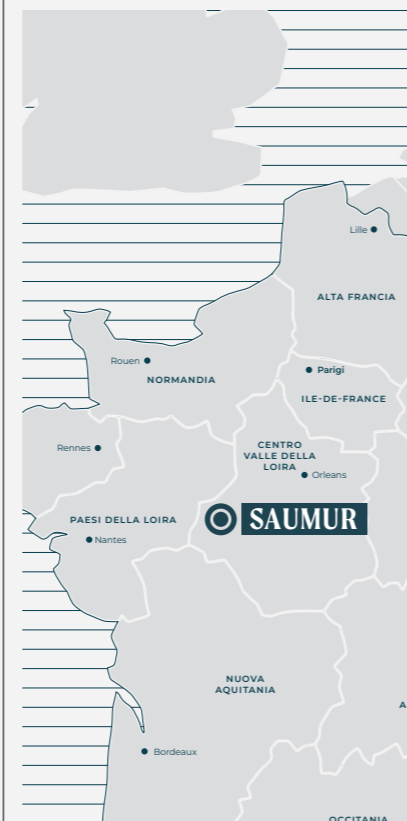 Lille
ALTA FRANCIA
Rouen
Parigi
NORMANDIA
ILE-DE-FRANCE
CENTRO
VALLE DELLA
LOIRA
Rennes
Orleans
PAESI DELLA LOIRA
SAUMUR
Nantes
NUOVA
AQUITANIA
A
Bordeaux
OCCITANIA